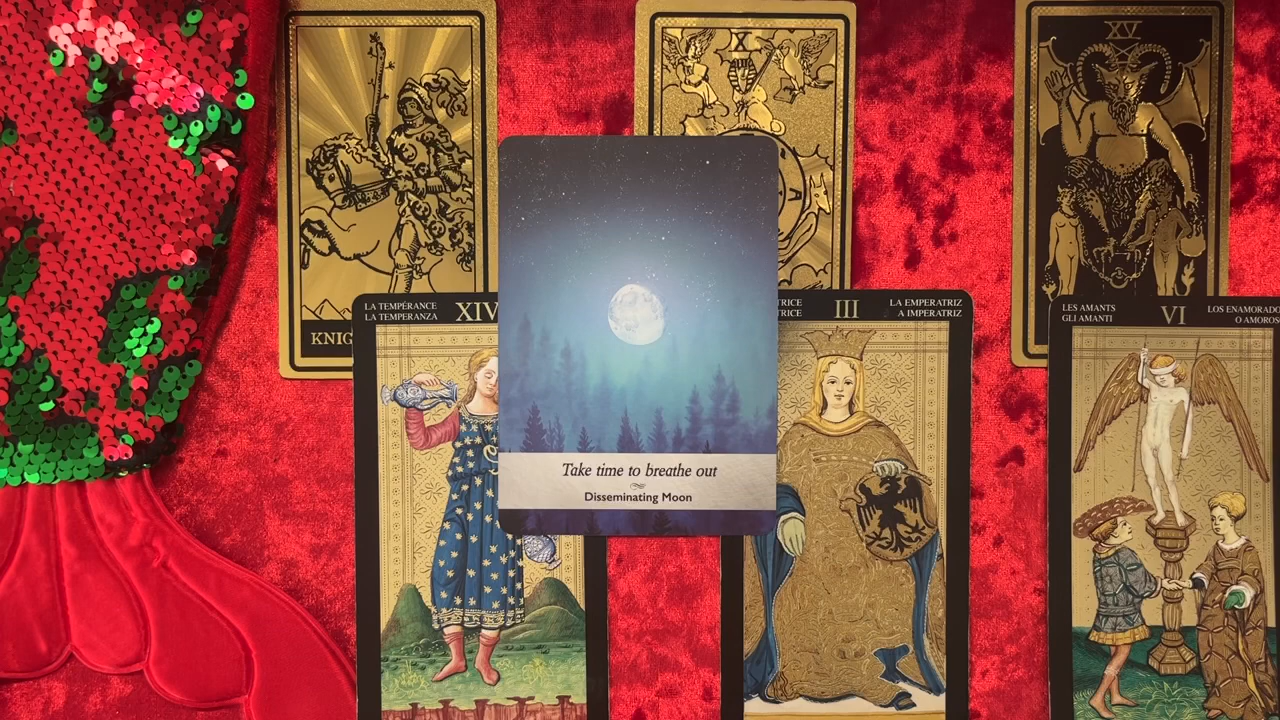 X
XV
KNIG
LA TEMPÉRANCE
LA TEMPERANZA
XIV
TRICE
TRICE
III
LA EMPERATRIZ
A IMPERATRIZ
LES AMANTS
GLI AMANTI
VI
LOS ENAMORADO
O AMOROS
Take time to breathe out
Disseminating Moon